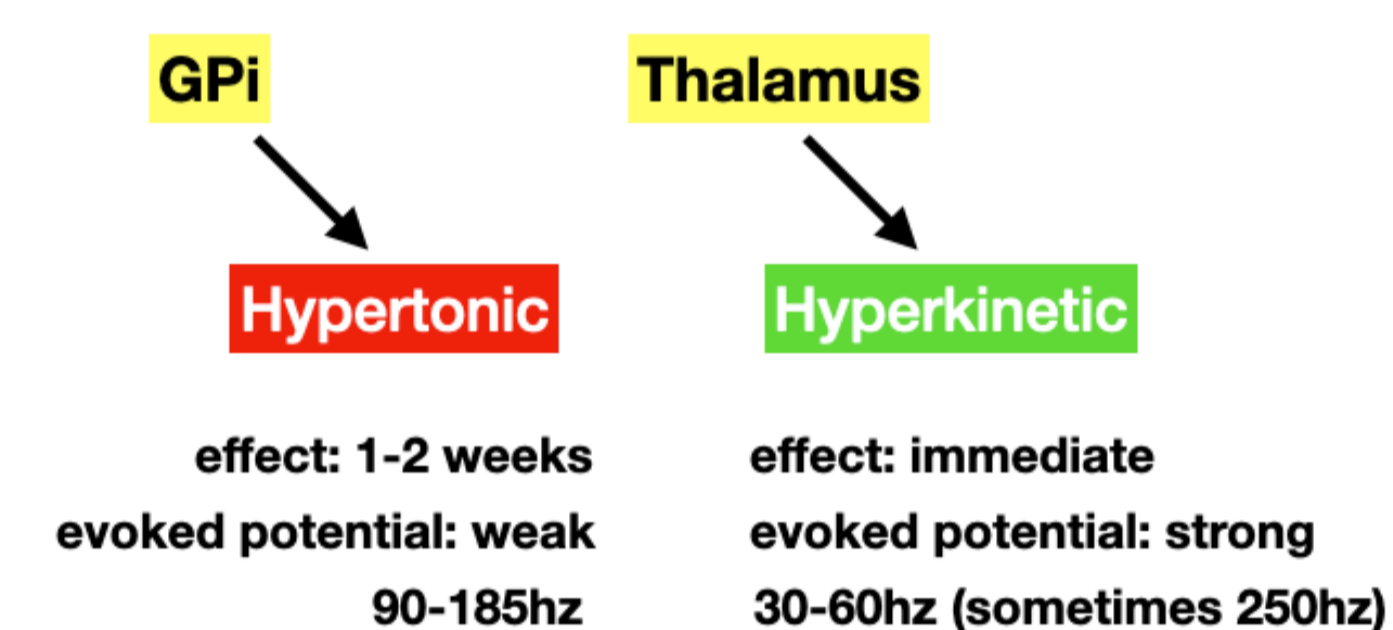 GPi
Thalamus
Hypertonic
Hyperkinetic
effect: 1-2 weeks
effect: immediate
evoked potential: weak
evoked potential: strong
90-185hz
30-60hz (sometimes 250hz)